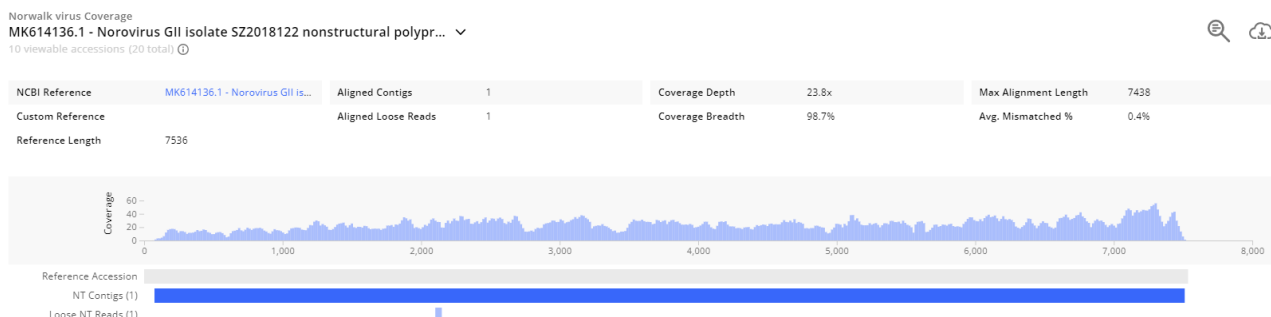 Norwalk virus Coverage
MK614136.1 - Norovirus GII isolate SZ2018122 nonstructural polypr...
10 viewable accessions (20 total)
NCBI Reference MK614136.1 - Norovirus GII is... Aligned Contigs 1 Coverage Depth 23.8x Max Alignment Length 7438
Custom Reference Aligned Loose Reads 1 Coverage Breadth 98.7% Avg. Mismatched % 0.4%
Reference Length 7536
Coverage
60
40
20
0
0 1,000 2,000 3,000 4,000 5,000 6,000 7,000 8,000
Reference Accession
NT Contigs (1)
Loose NT Reads (1)